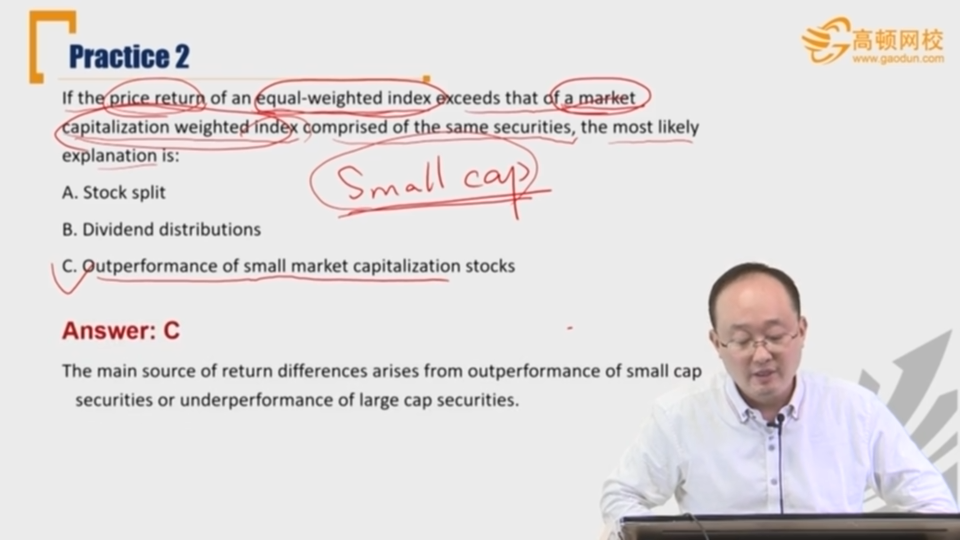 Practice 2
高顿网校
www.gaodun.com
If the price return of an equal-weighted index exceeds that of a market
capitalization weighted index comprised of the same securities, the most likely
explanation is:
Small cap
A. Stock split
B. Dividend distributions
C. Outperformance of small market capitalization stocks
Answer: C
The main source of return differences arises from outperformance of small cap
securities or underperformance of large cap securities.